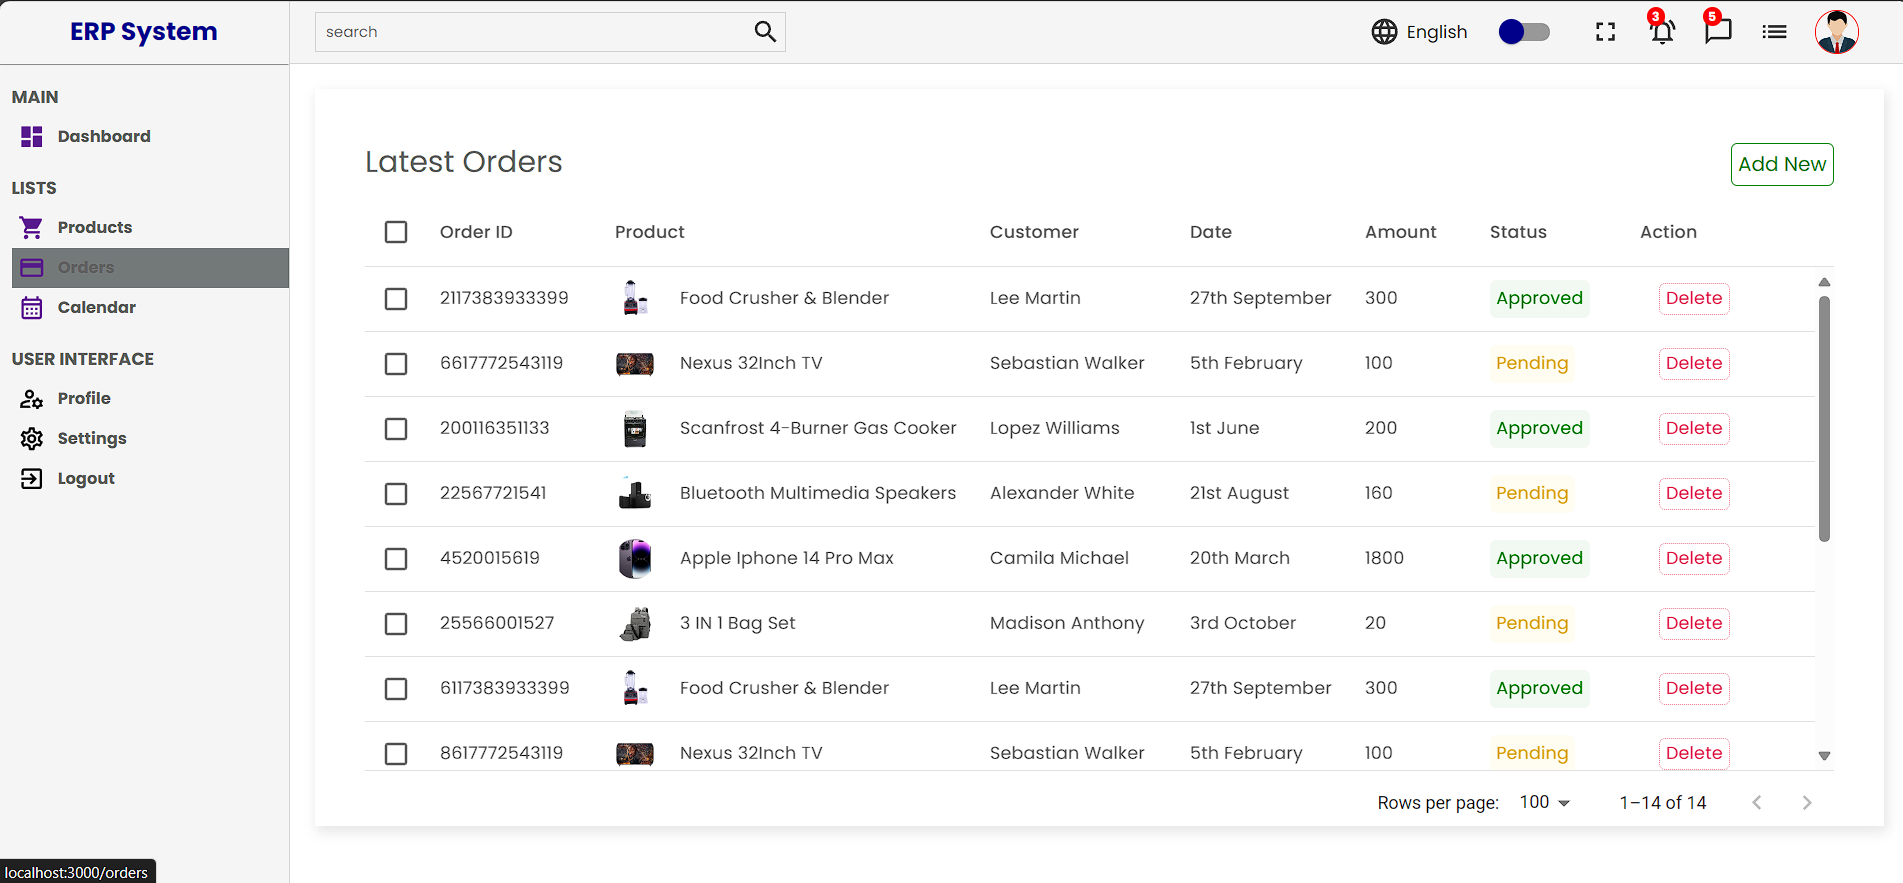 ERP System
search
English
3
5
MAIN
Dashboard
LISTS
Products
Orders
Calendar
USER INTERFACE
Profile
Settings
Logout
Latest Orders
Add New
Order ID Product Customer Date Amount Status Action
2117383933399 Food Crusher & Blender Lee Martin 27th September 300 Approved Delete
6617772543119 Nexus 32Inch TV Sebastian Walker 5th February 100 Pending Delete
200116351133 Scanfrost 4-Burner Gas Cooker Lopez Williams 1st June 200 Approved Delete
22567721541 Bluetooth Multimedia Speakers Alexander White 21st August 160 Pending Delete
4520015619 Apple Iphone 14 Pro Max Camila Michael 20th March 1800 Approved Delete
25566001527 3 IN 1 Bag Set Madison Anthony 3rd October 20 Pending Delete
6117383933399 Food Crusher & Blender Lee Martin 27th September 300 Approved Delete
8617772543119 Nexus 32Inch TV Sebastian Walker 5th February 100 Pending Delete
Rows per page: 100 1–14 of 14
localhost:3000/orders